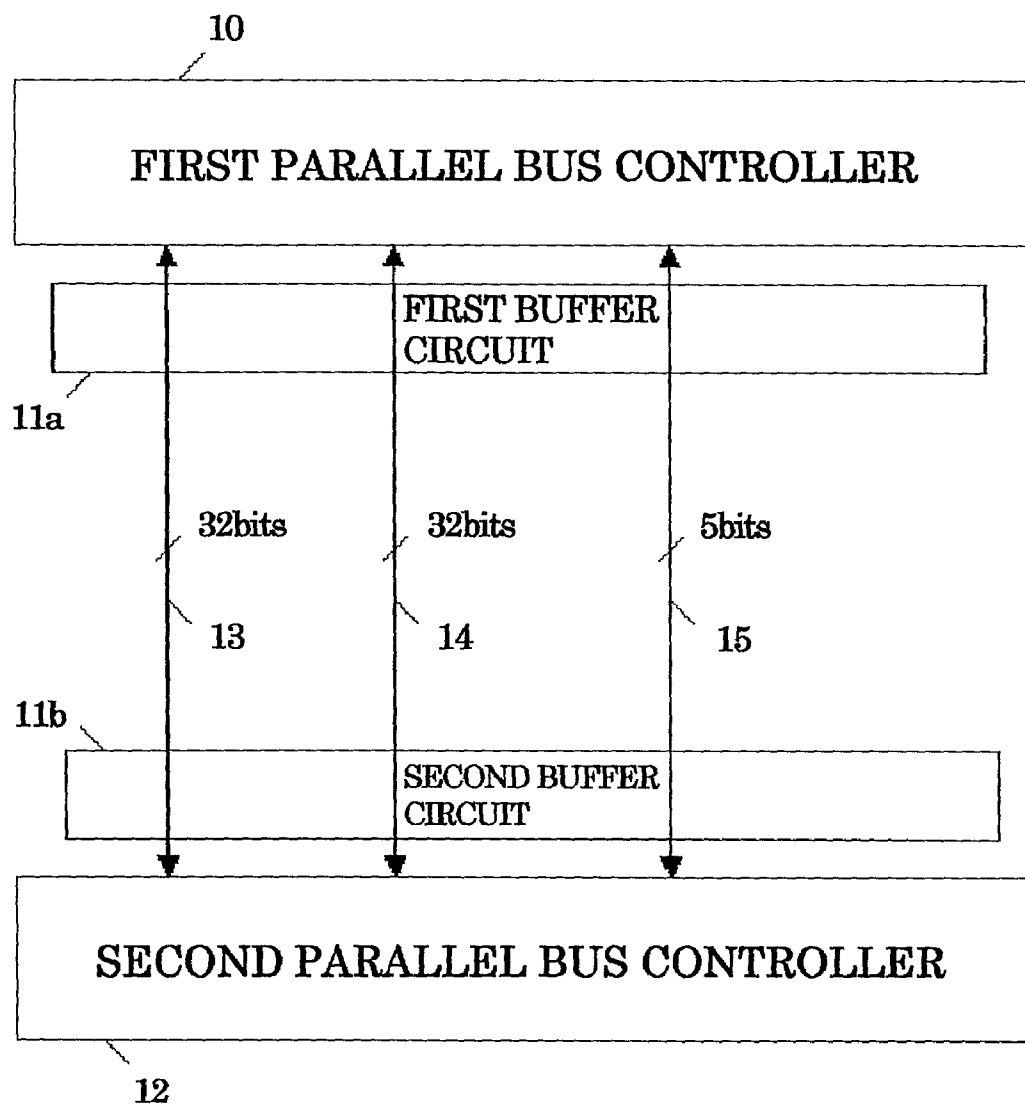 10
FIRST PARALLEL BUS CONTROLLER
FIRST BUFFER
CIRCUIT
11a
32bits
32bits
5bits
13
14
15
11b
SECOND BUFFER
CIRCUIT
SECOND PARALLEL BUS CONTROLLER
12